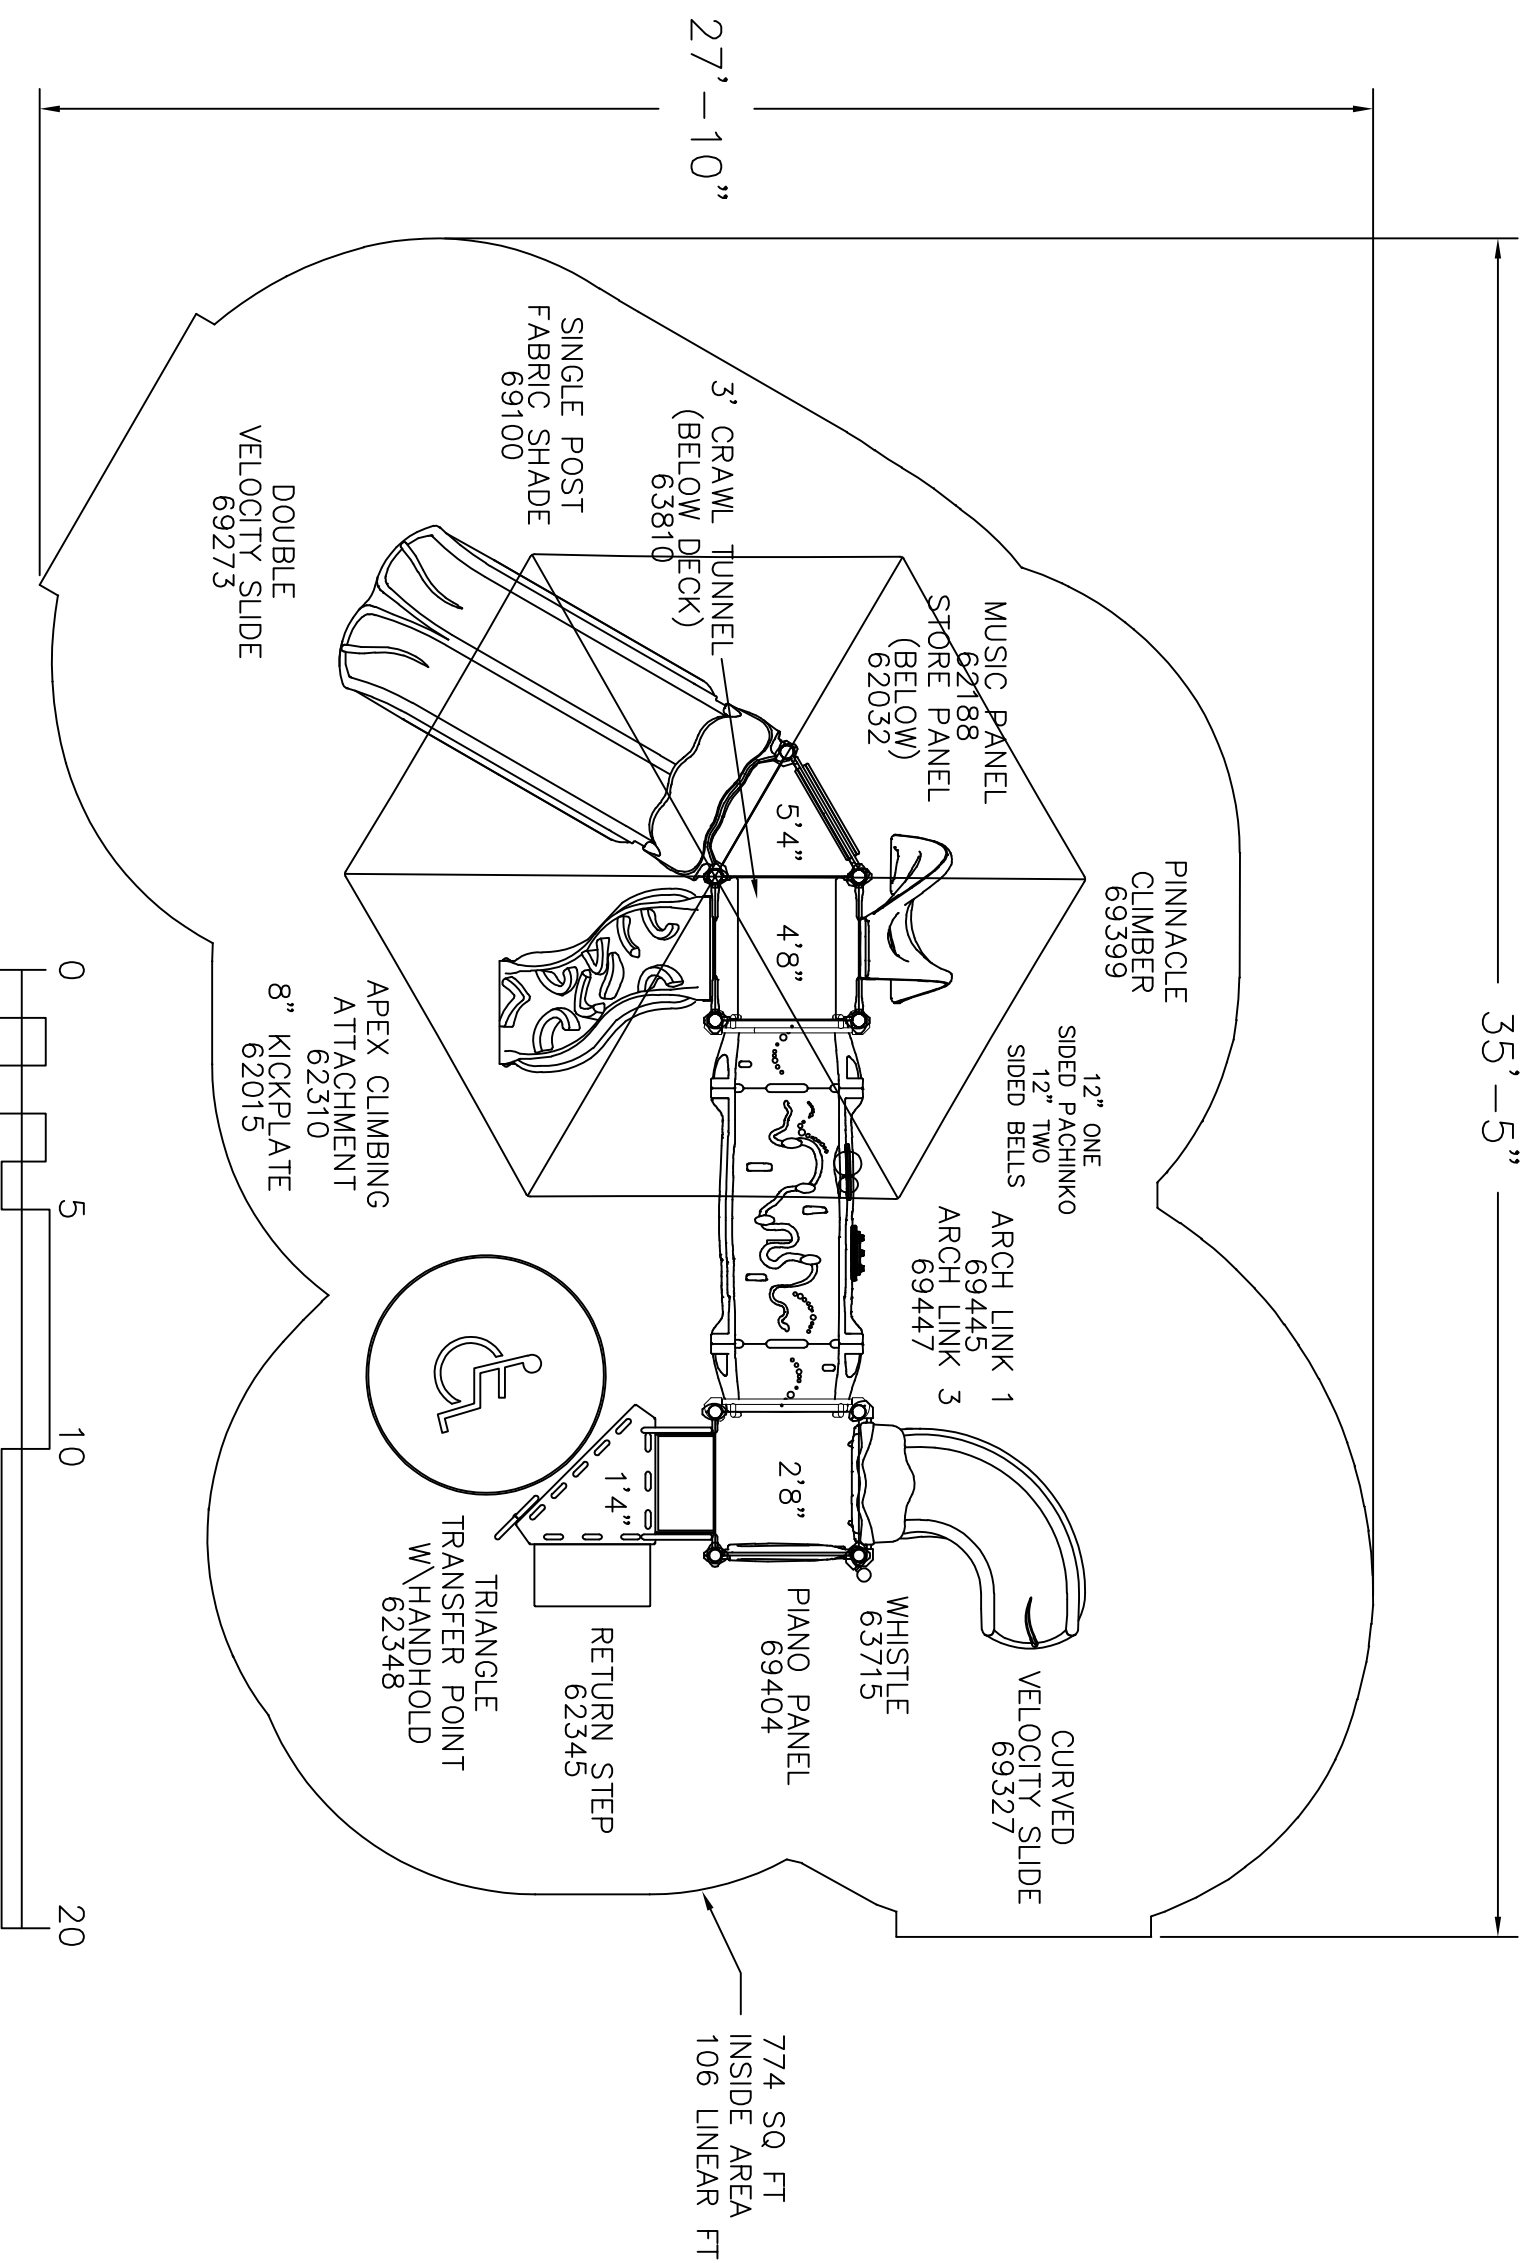 35'-5"
27'-10"
PINNACLE
CLIMBER
69399
12" ONE
SIDED PACHINKO
12" TWO
SIDED BELLS
CURVED
VELOCITY SLIDE
69327
MUSIC PANEL
62188
STORE PANEL
(BELOW)
62032
ARCH LINK 1
69445
ARCH LINK 3
69447
WHISTLE
63715
3' CRAWL TUNNEL
(BELOW DECK)
63810
5'4"
4'8"
2'8"
PIANO PANEL
69404
774 SQ FT
INSIDE AREA
106 LINEAR FT
SINGLE POST
FABRIC SHADE
69100
1'4"
RETURN STEP
62345
TRIANGLE
TRANSFER POINT
W\HANDHOLD
62348
APEX CLIMBING
ATTACHMENT
62310
8" KICKPLATE
62015
DOUBLE
VELOCITY SLIDE
69273
0 5 10 20